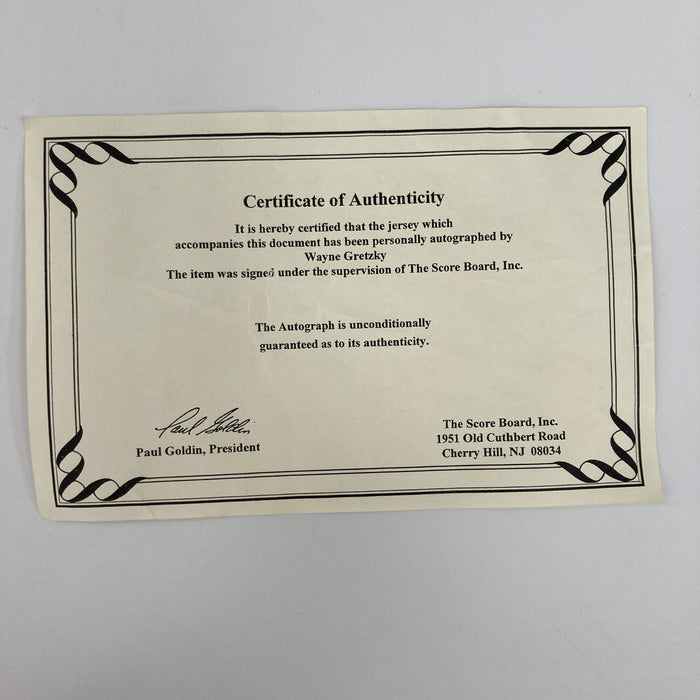 Certificate of Authenticity
It is hereby certified that the jersey which
accompanies this document has been personally autographed by
Wayne Gretzky
The item was signed under the supervision of The Score Board, Inc.
The Autograph is unconditionally
guaranteed as to its authenticity.
Paul Goldin
Paul Goldin, President
The Score Board, Inc.
1951 Old Cuthbert Road
Cherry Hill, NJ 08034